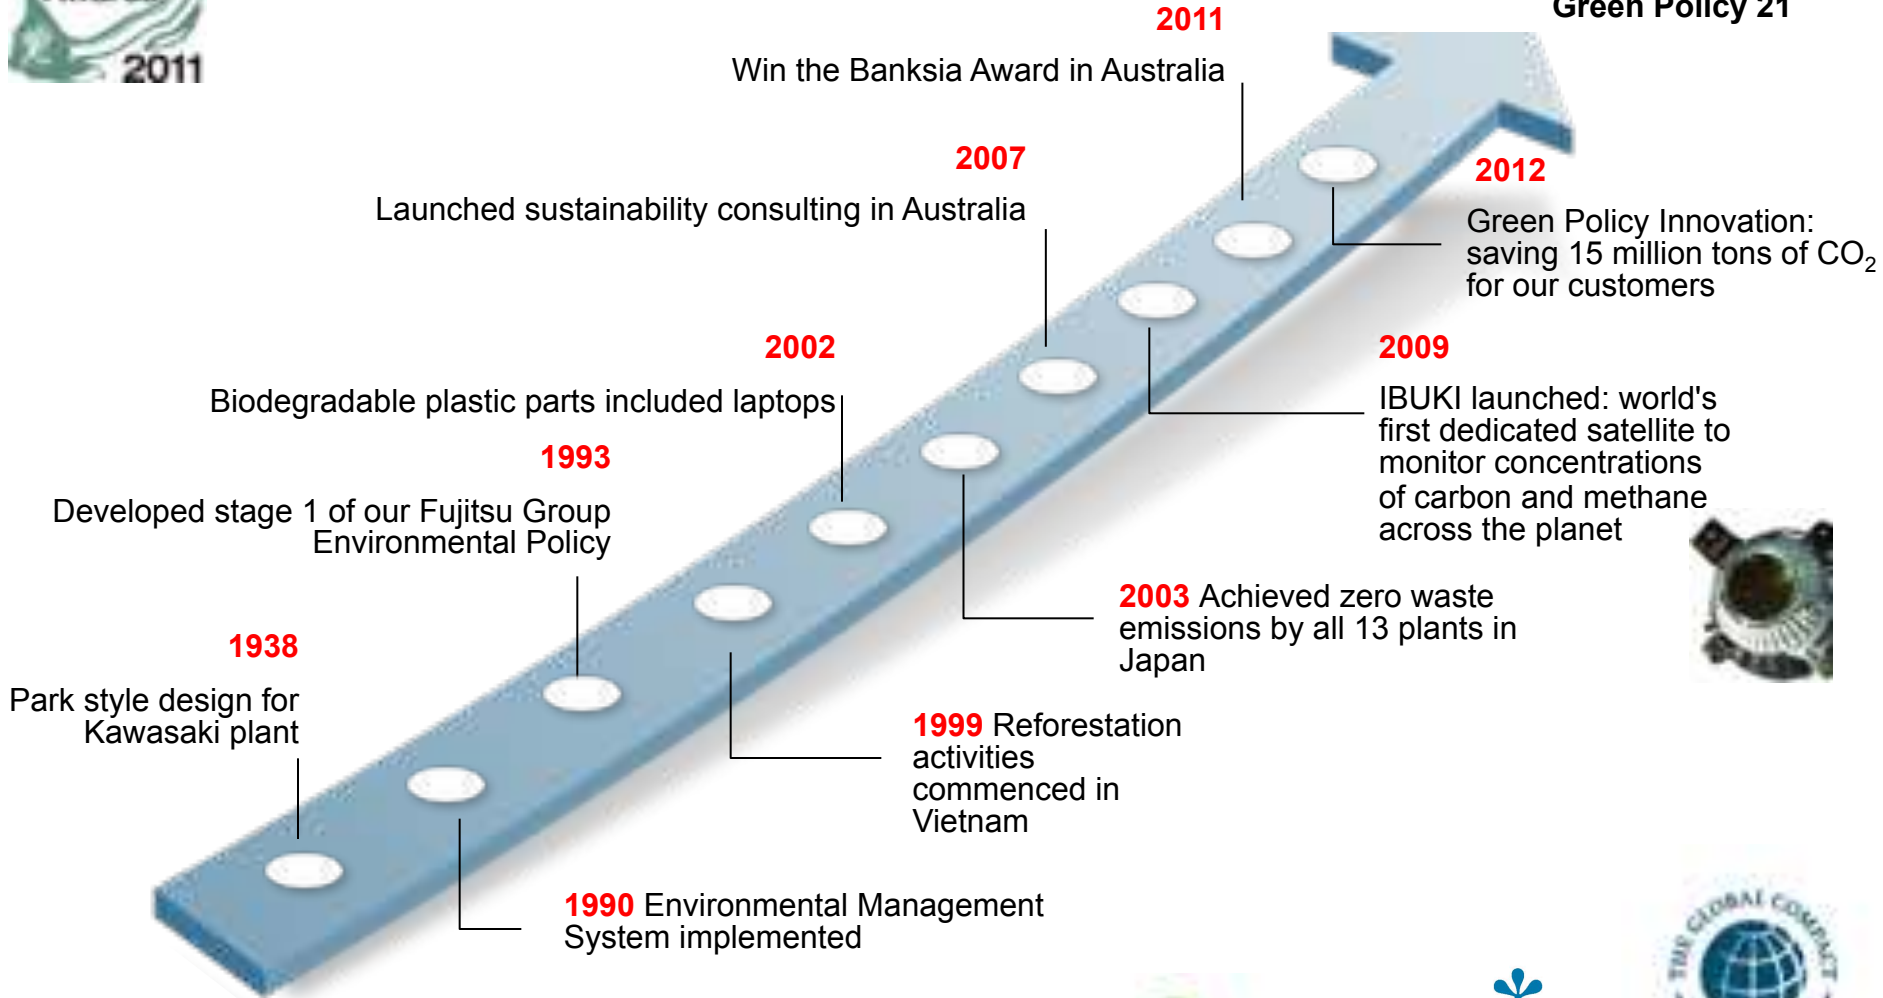 2011
Green Policy 21
2011
Win the Banksia Award in Australia
2007
Launched sustainability consulting in Australia
2012
Green Policy Innovation:
saving 15 million tons of CO₂
for our customers
2002
Biodegradable plastic parts included laptops
2009
IBUKI launched: world's
first dedicated satellite to
monitor concentrations
of carbon and methane
across the planet
1993
Developed stage 1 of our Fujitsu Group
Environmental Policy
2003 Achieved zero waste
emissions by all 13 plants in
Japan
1938
Park style design for
Kawasaki plant
1999 Reforestation
activities
commenced in
Vietnam
1990 Environmental Management
System implemented
THE GLOBAL COMPACT